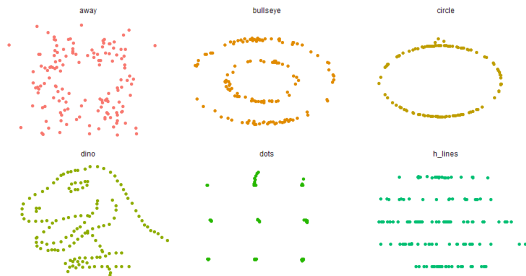 away
bullseye
circle
dino
dots
h_lines